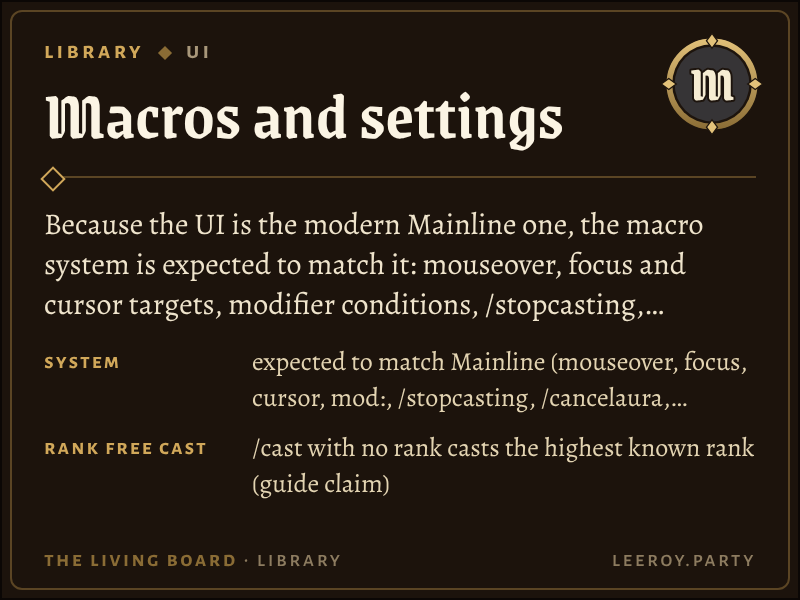 LIBRARY ◆ UI
M
Macros and settings
Because the UI is the modern Mainline one, the macro
system is expected to match it: mouseover, focus and
cursor targets, modifier conditions, /stopcasting,…
SYSTEM
expected to match Mainline (mouseover, focus,
cursor, mod:, /stopcasting, /cancelaura,…
RANK FREE CAST
/cast with no rank casts the highest known rank
(guide claim)
THE LIVING BOARD · LIBRARY
LEEROY.PARTY